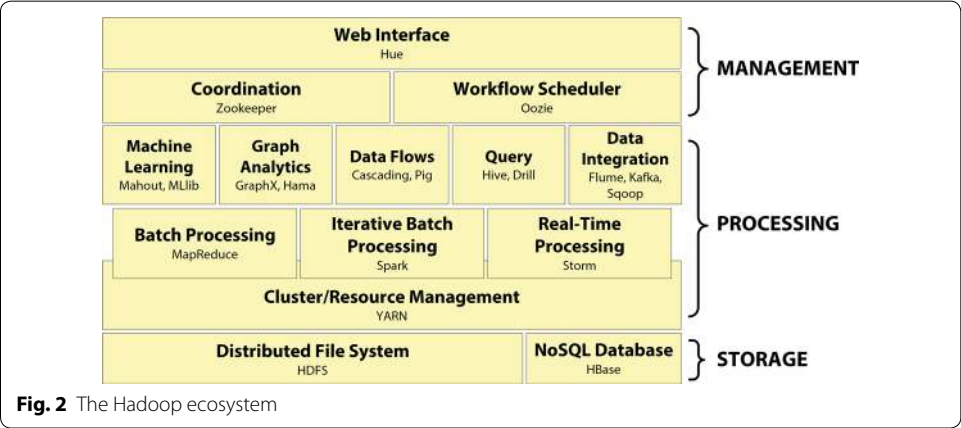 Web Interface
Hue
MANAGEMENT
Coordination
Zookeeper
Workflow Scheduler
Oozie
Machine
Learning
Mahout, MLlib
Graph
Analytics
GraphX, Hama
Data Flows
Cascading, Pig
Query
Hive, Drill
Data
Integration
Flume, Kafka,
Sqoop
PROCESSING
Batch Processing
MapReduce
Iterative Batch
Processing
Spark
Real-Time
Processing
Storm
Cluster/Resource Management
YARN
Distributed File System
HDFS
NoSQL Database
HBase
STORAGE
Fig. 2 The Hadoop ecosystem